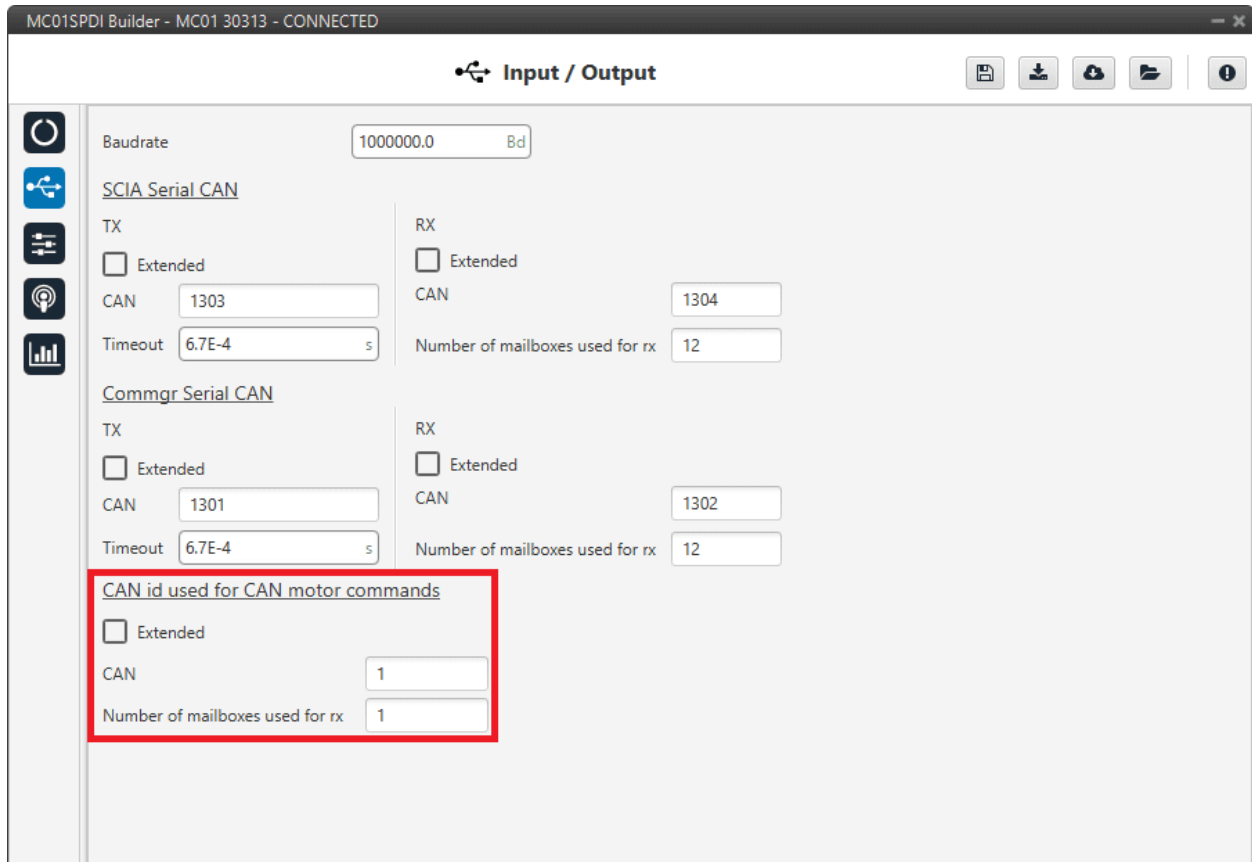 MC01SPDI Builder - MC01 30313 - CONNECTED
Input / Output
Baudrate 1000000.0 Bd
SCIA Serial CAN
TX
Extended
CAN 1303
Timeout 6.7E-4 s
RX
Extended
CAN 1304
Number of mailboxes used for rx 12
Commgr Serial CAN
TX
Extended
CAN 1301
Timeout 6.7E-4 s
RX
Extended
CAN 1302
Number of mailboxes used for rx 12
CAN id used for CAN motor commands
Extended
CAN 1
Number of mailboxes used for rx 1